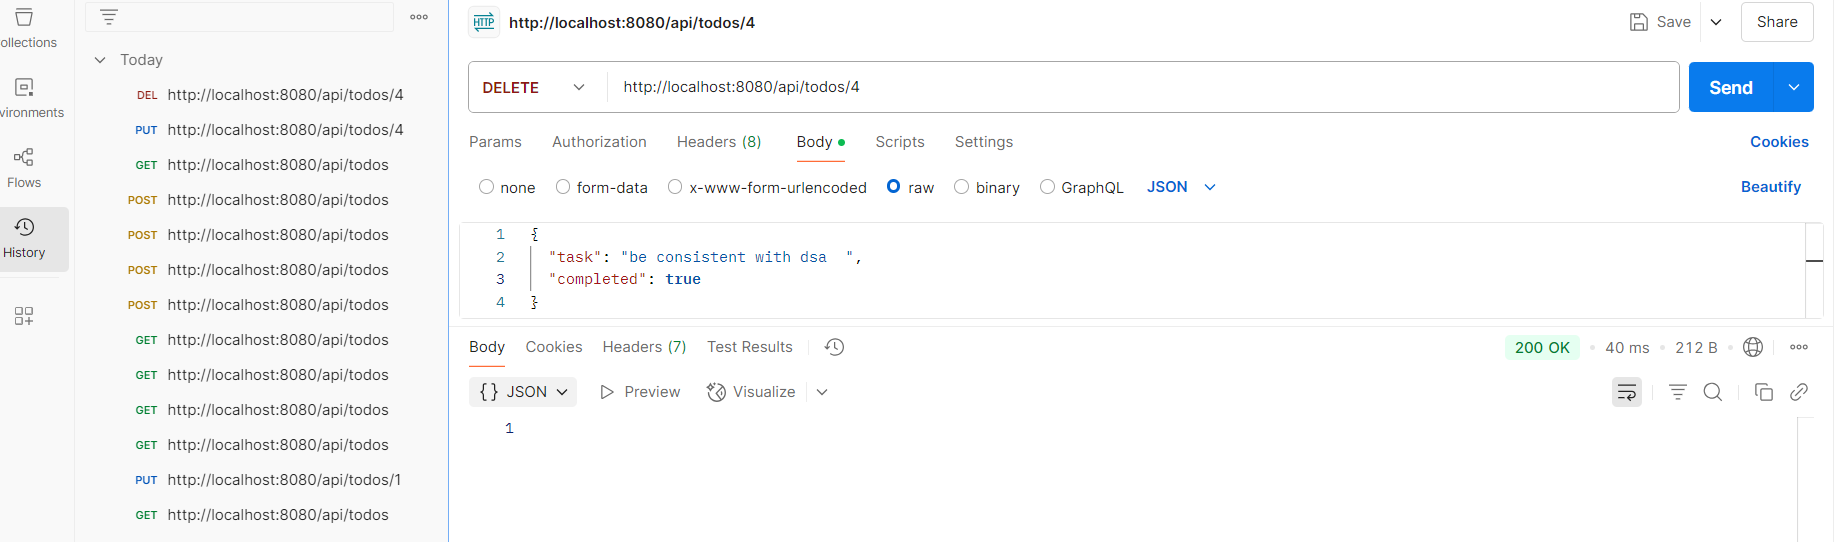 ollections
vironments
Flows
History
Today
DEL http://localhost:8080/api/todos/4
PUT http://localhost:8080/api/todos/4
GET http://localhost:8080/api/todos
POST http://localhost:8080/api/todos
POST http://localhost:8080/api/todos
POST http://localhost:8080/api/todos
POST http://localhost:8080/api/todos
GET http://localhost:8080/api/todos
GET http://localhost:8080/api/todos
GET http://localhost:8080/api/todos
GET http://localhost:8080/api/todos
PUT http://localhost:8080/api/todos/1
GET http://localhost:8080/api/todos
HTTP http://localhost:8080/api/todos/4 Save Share
DELETE http://localhost:8080/api/todos/4 Send
Params Authorization Headers (8) Body Scripts Settings Cookies
none form-data x-www-form-urlencoded raw binary GraphQL JSON Beautify
1 {
2 "task": "be consistent with dsa  ",
3 "completed": true
4 }
Body Cookies Headers (7) Test Results 200 OK • 40 ms • 212 B •
{} JSON Preview Visualize
1